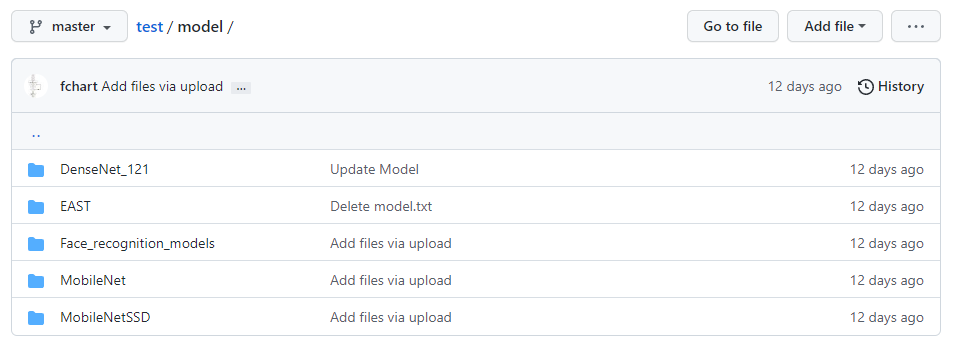 master test / model / Go to file Add file ...
fchart Add files via upload ... 12 days ago History
..
DenseNet_121 Update Model 12 days ago
EAST Delete model.txt 12 days ago
Face_recognition_models Add files via upload 12 days ago
MobileNet Add files via upload 12 days ago
MobileNetSSD Add files via upload 12 days ago